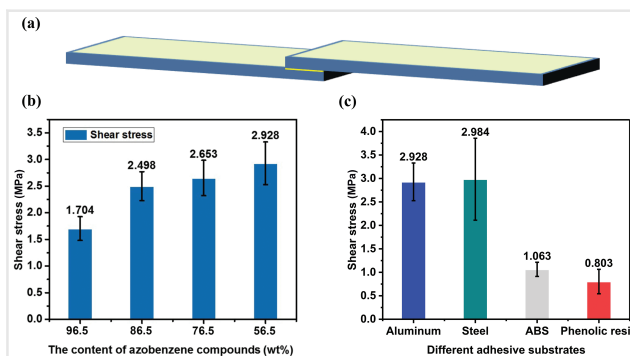 (a)
(b)
Shear stress
Shear stress (MPa)
3.5
3.0
2.5
2.0
1.5
1.0
0.5
0.0
1.704
2.498
2.653
2.928
96.5
86.5
76.5
56.5
The content of azobenzene compounds (wt%)
(c)
Shear stress (MPa)
4.0
3.5
3.0
2.5
2.0
1.5
1.0
0.5
0.0
2.928
2.984
1.063
0.803
Aluminum
Steel
ABS
Phenolic resi
Different adhesive substrates